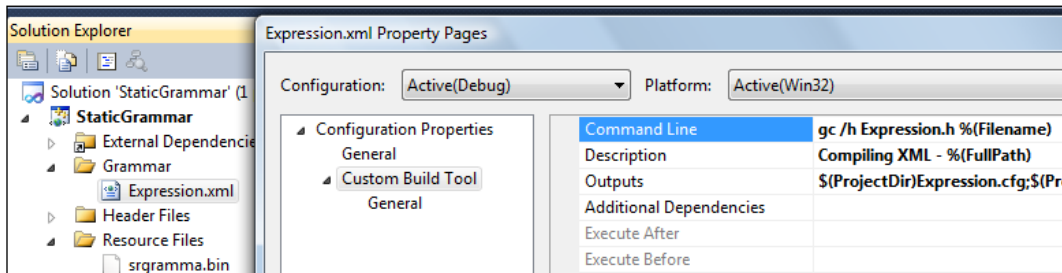 Solution Explorer
Expression.xml Property Pages
Configuration: Active(Debug) Platform: Active(Win32)
Solution 'StaticGrammar' (1
StaticGrammar
External Dependencie
Grammar
Expression.xml
Header Files
Resource Files
srgramma.bin
Configuration Properties
General
Custom Build Tool
General
Command Line gc /h Expression.h %(Filename)
Description Compiling XML - %(FullPath)
Outputs $(ProjectDir)Expression.cfg;$(Pr
Additional Dependencies
Execute After
Execute Before